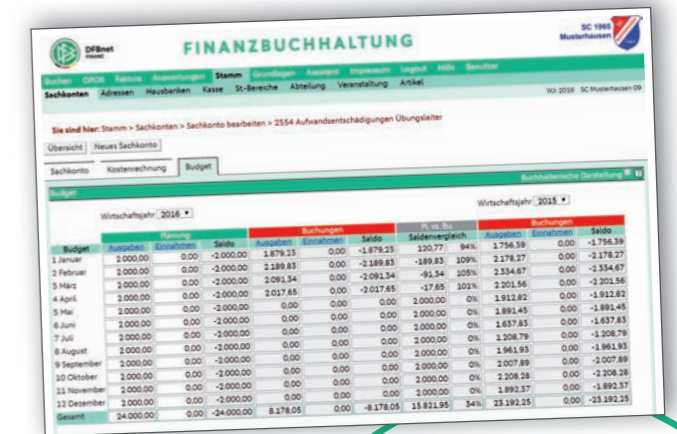 DFBnet
FINANZ
FINANZBUCHHALTUNG
SC 1965
Musterhausen
Buchen OPOS Faktura Auswertungen Stamm Grundlagen Assistent Impressum Logout Hilfe Benutzer
Sachkonten Adressen Hausbanken Kasse St-Bereiche Abteilung Veranstaltung Artikel
WJ: 2016 SC Musterhausen 09
Sie sind hier: Stamm > Sachkonten > Sachkonto bearbeiten > 2554 Aufwandsentschädigungen Übungsleiter
Übersicht Neues Sachkonto
Sachkonto Kostenrechnung Budget
Buchhalterische Darstellung
Budget
Wirtschaftsjahr 2016 Wirtschaftsjahr 2015
Planung Buchungen Pl. vs. Bu. Buchungen
Budget Ausgaben Einnahmen Saldo Ausgaben Einnahmen Saldo Saldenvergleich Ausgaben Einnahmen Saldo
1 Januar 2.000,00 0,00 -2.000,00 1.879,23 0,00 -1.879,23 120,77 94% 1.756,39 0,00 -1.756,39
2 Februar 2.000,00 0,00 -2.000,00 2.189,83 0,00 -2.189,83 -189,83 109% 2.178,27 0,00 -2.178,27
3 März 2.000,00 0,00 -2.000,00 2.091,34 0,00 -2.091,34 -91,34 105% 2.334,67 0,00 -2.334,67
4 April 2.000,00 0,00 -2.000,00 2.017,65 0,00 -2.017,65 -17,65 101% 2.201,56 0,00 -2.201,56
5 Mai 2.000,00 0,00 -2.000,00 0,00 0,00 0,00 2.000,00 0% 1.912,82 0,00 -1.912,82
6 Juni 2.000,00 0,00 -2.000,00 0,00 0,00 0,00 2.000,00 0% 1.891,45 0,00 -1.891,45
7 Juli 2.000,00 0,00 -2.000,00 0,00 0,00 0,00 2.000,00 0% 1.637,83 0,00 -1.637,83
8 August 2.000,00 0,00 -2.000,00 0,00 0,00 0,00 2.000,00 0% 1.208,79 0,00 -1.208,79
9 September 2.000,00 0,00 -2.000,00 0,00 0,00 0,00 2.000,00 0% 1.961,93 0,00 -1.961,93
10 Oktober 2.000,00 0,00 -2.000,00 0,00 0,00 0,00 2.000,00 0% 2.007,89 0,00 -2.007,89
11 November 2.000,00 0,00 -2.000,00 0,00 0,00 0,00 2.000,00 0% 2.208,28 0,00 -2.208,28
12 Dezember 2.000,00 0,00 -2.000,00 0,00 0,00 0,00 2.000,00 0% 1.892,37 0,00 -1.892,37
Gesamt 24.000,00 0,00 -24.000,00 8.178,05 0,00 -8.178,05 15.821,95 34% 23.192,25 0,00 -23.192,25